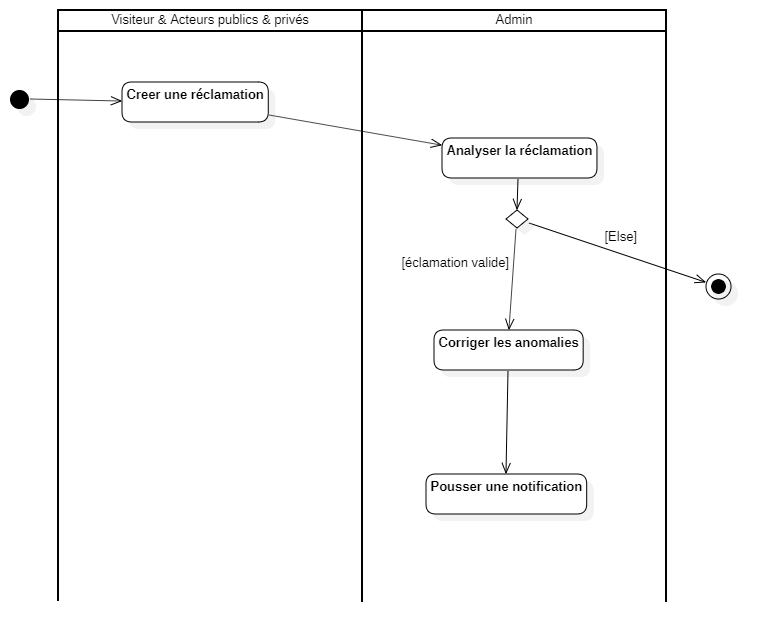 Visiteur & Acteurs publics & privés
Admin
Creer une réclamation
Analyser la réclamation
[Else]
[éclamation valide]
Corriger les anomalies
Pousser une notification